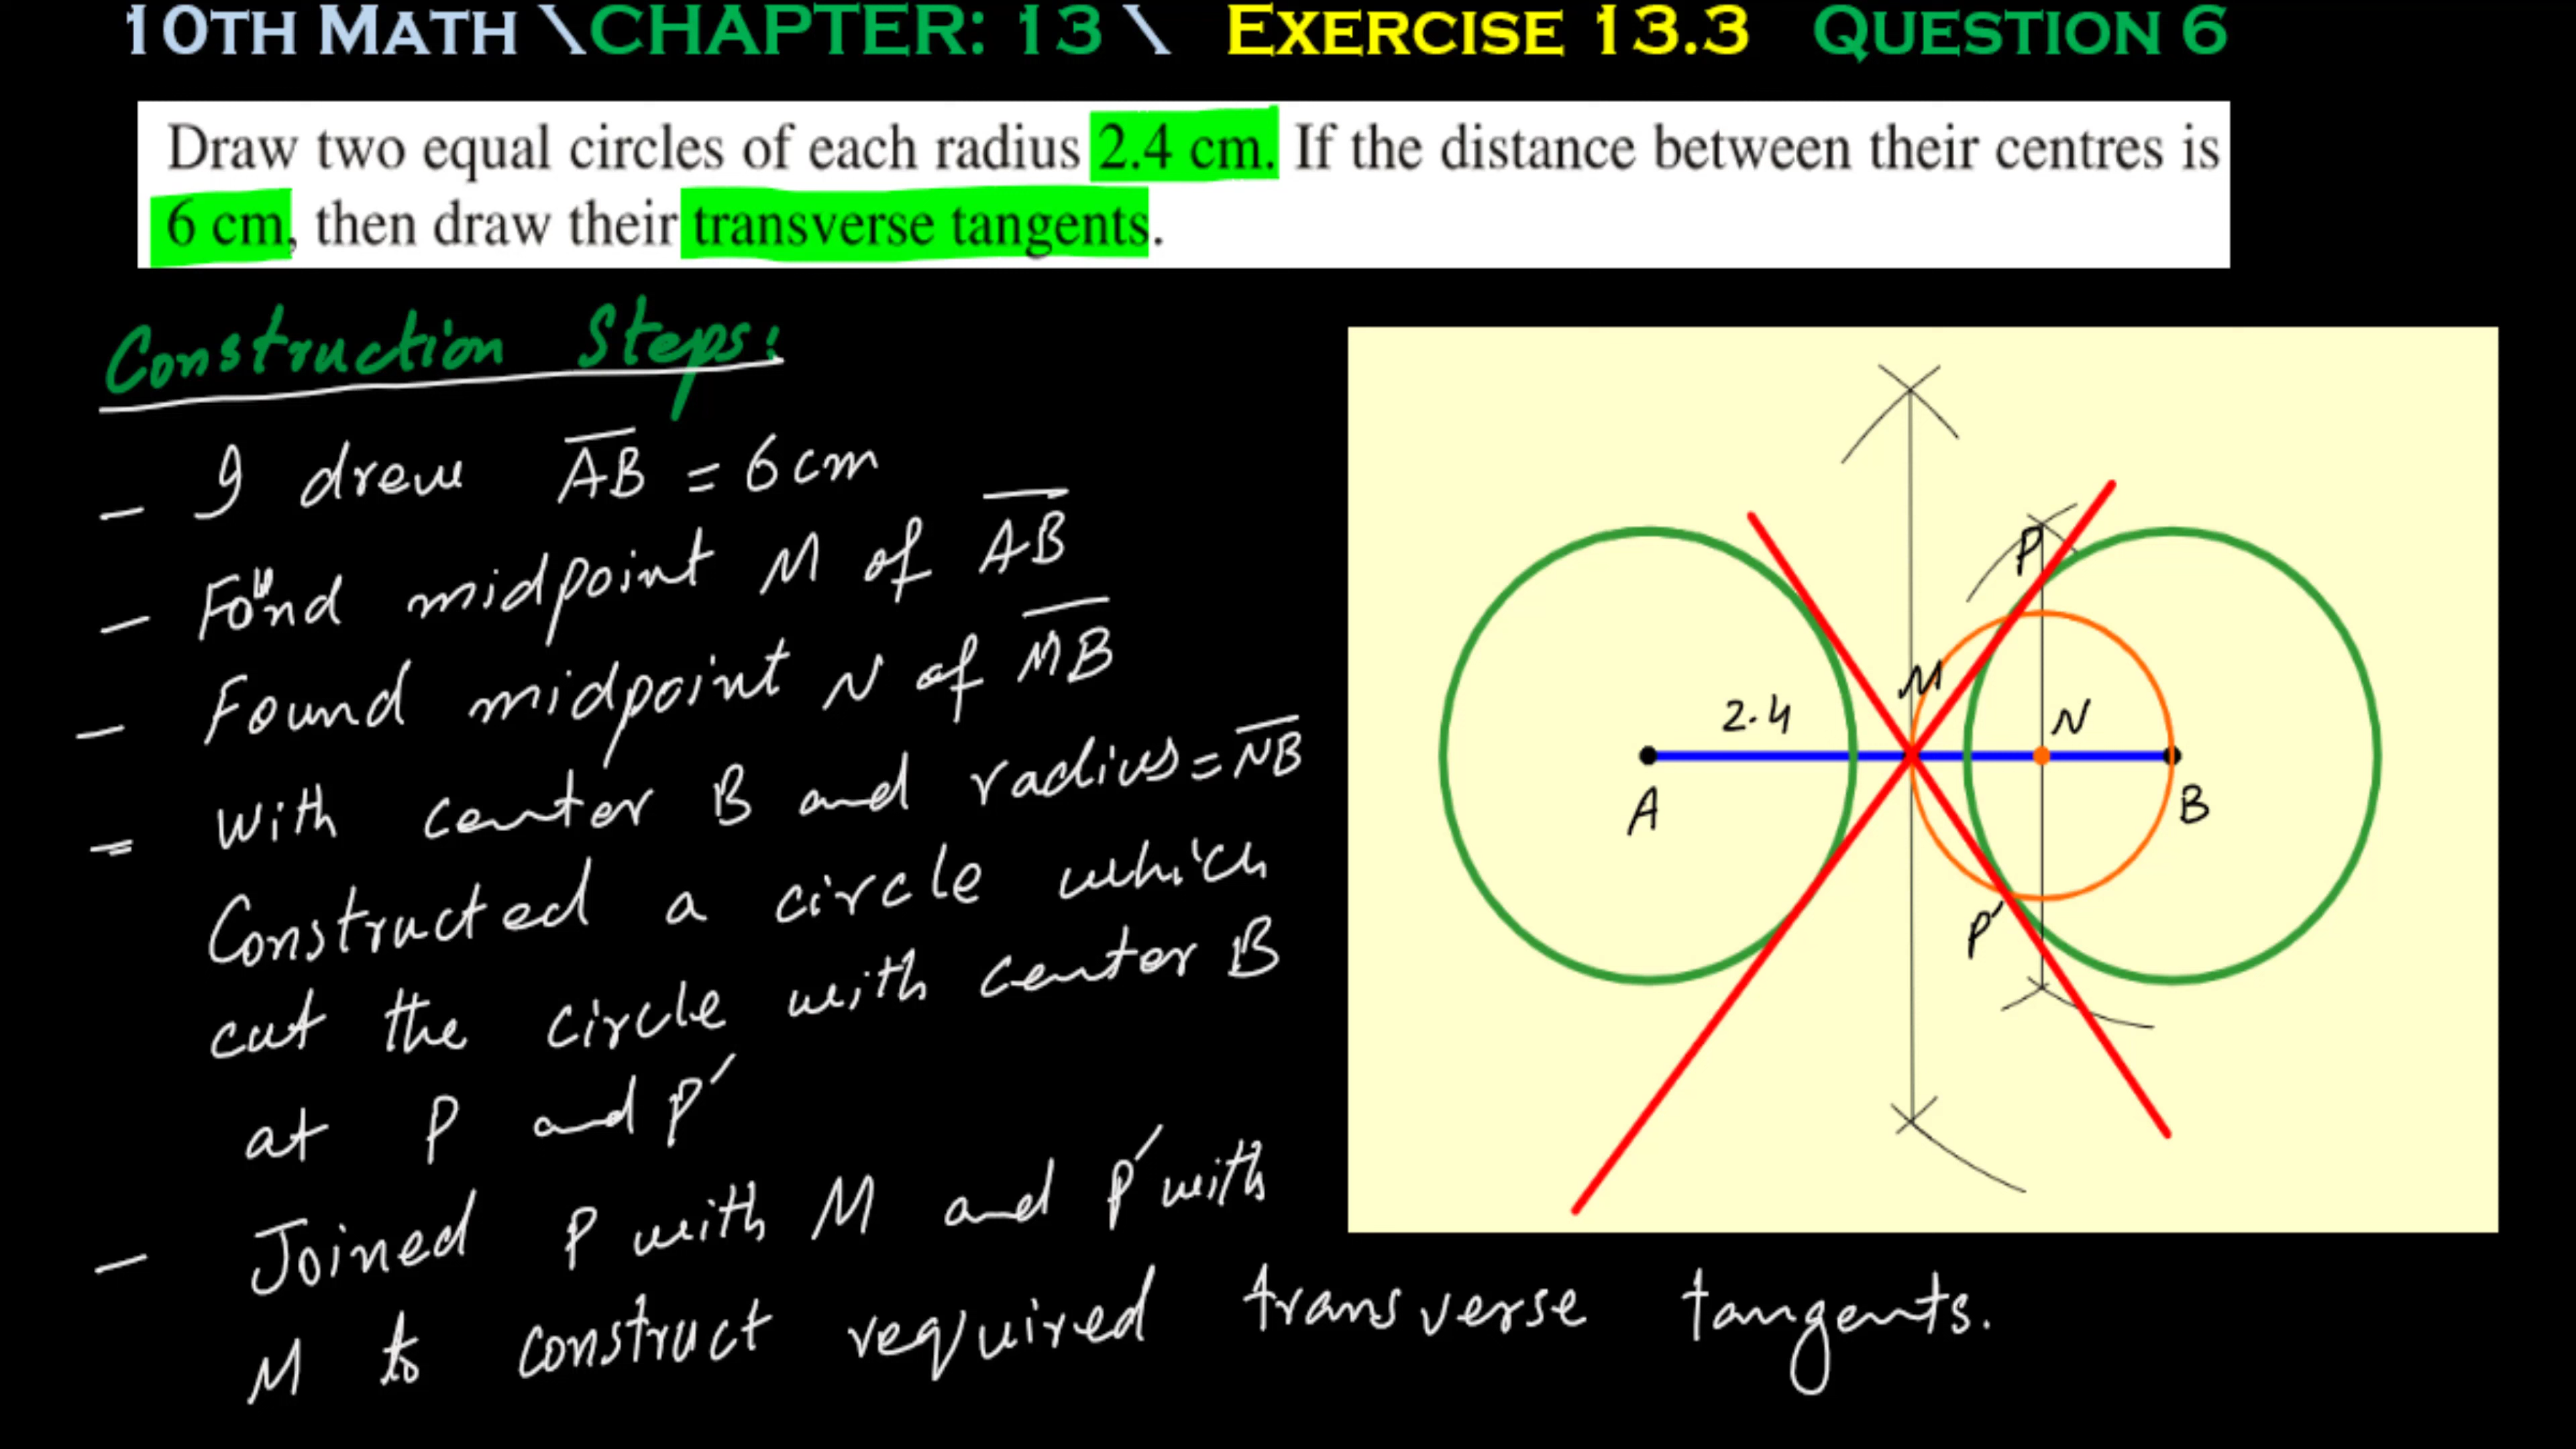 10TH MATH \CHAPTER: 13 \ EXERCISE 13.3 QUESTION 6
Draw two equal circles of each radius 2.4 cm. If the distance between their centres is
6 cm, then draw their transverse tangents.
Construction Steps:
- I drew AB = 6cm
- Found midpoint M of AB
- Found midpoint N of MB
- With center B and radius = NB
Constructed a circle which
cut the circle with center B
at P and P'
- Joined P with M and P' with
M to construct required transverse tangents.
P
M
2.4
N
A
B
P'